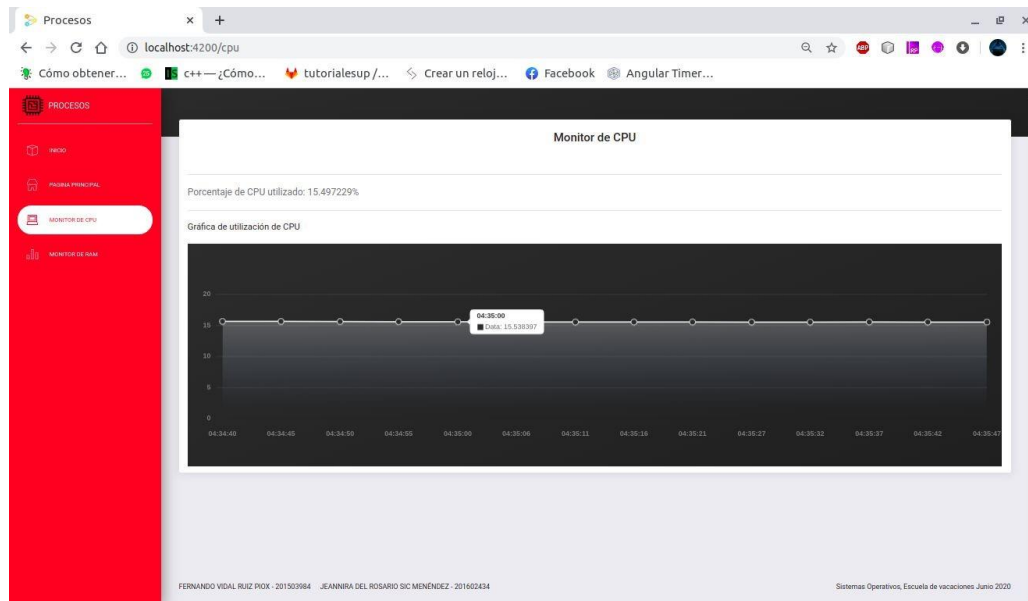 Procesos
localhost:4200/cpu
Cómo obtener...
c++ — ¿Cómo...
tutorialesup /...
Crear un reloj...
Facebook
Angular Timer...
PROCESOS
INICIO
PAGINA PRINCIPAL
MONITOR DE CPU
MONITOR DE RAM
Monitor de CPU
Porcentaje de CPU utilizado: 15.497229%
Gráfica de utilización de CPU
20
15
10
5
0
04:35:00
Data: 15.538397
04:34:40 04:34:45 04:34:50 04:34:55 04:35:00 04:35:06 04:35:11 04:35:16 04:35:21 04:35:27 04:35:32 04:35:37 04:35:42 04:35:47
FERNANDO VIDAL RUIZ PIOX - 201503984 JEANNIRA DEL ROSARIO SIC MENÉNDEZ - 201602434
Sistemas Operativos, Escuela de vacaciones Junio 2020